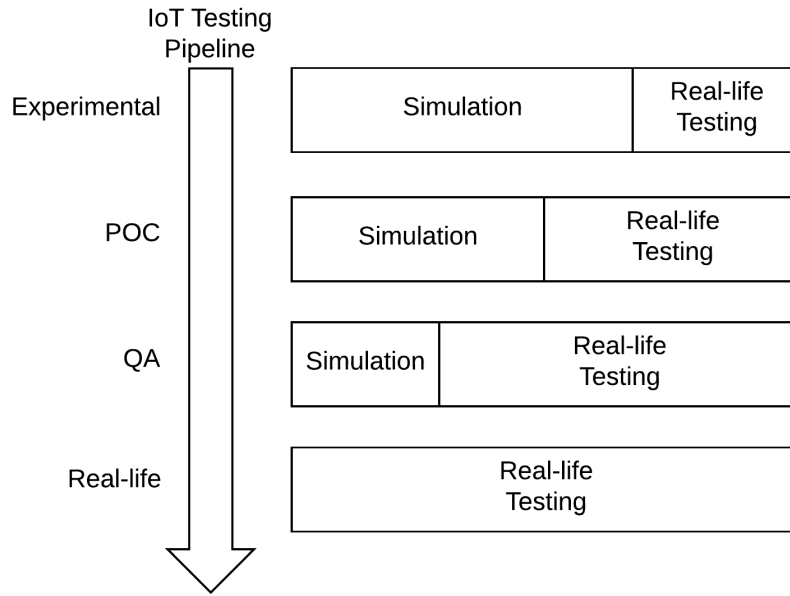 IoT Testing
Pipeline
Experimental
Simulation
Real-life
Testing
POC
Simulation
Real-life
Testing
QA
Simulation
Real-life
Testing
Real-life
Real-life
Testing